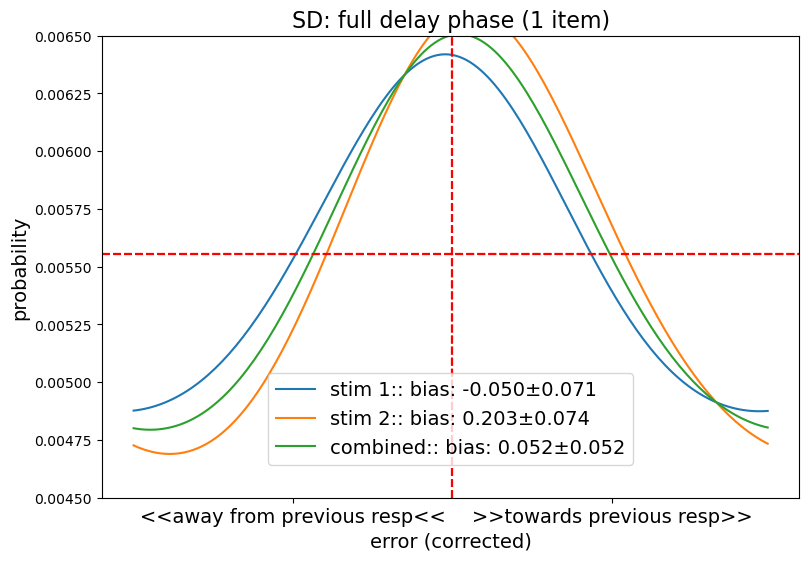 SD: full delay phase (1 item)
0.00650
0.00625
0.00600
0.00575
0.00550
0.00525
0.00500
0.00475
0.00450
probability
stim 1:: bias: -0.050±0.071
stim 2:: bias: 0.203±0.074
combined:: bias: 0.052±0.052
<<away from previous resp<< >>towards previous resp>>
error (corrected)